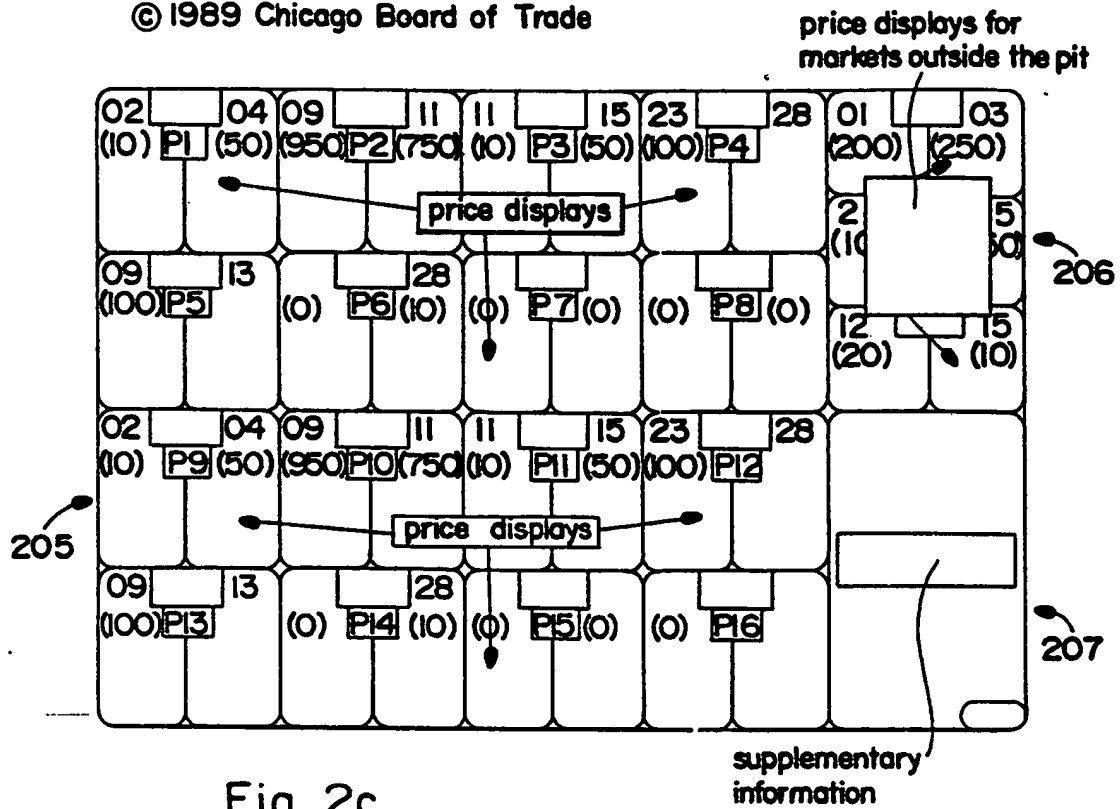 © 1989 Chicago Board of Trade
price displays for
markets outside the pit
02 04 09 11 11 15 23 28 01 03
(10) P1 (50) (950) P2 (750) (10) P3 (50) (100) P4 (200) (250)
price displays
2 5
(10 50)
206
09 13 28
(100) P5 (0) P6 (10) (0) P7 (0) (0) P8 (0)
12 15
(20) (10)
02 04 09 11 11 15 23 28
(10) P9 (50) (950) P10 (750) (10) P11 (50) (100) P12
price displays
205
09 13 28
(100) P13 (0) P14 (10) (0) P15 (0) (0) P16
207
supplementary
information
Fig. 2c